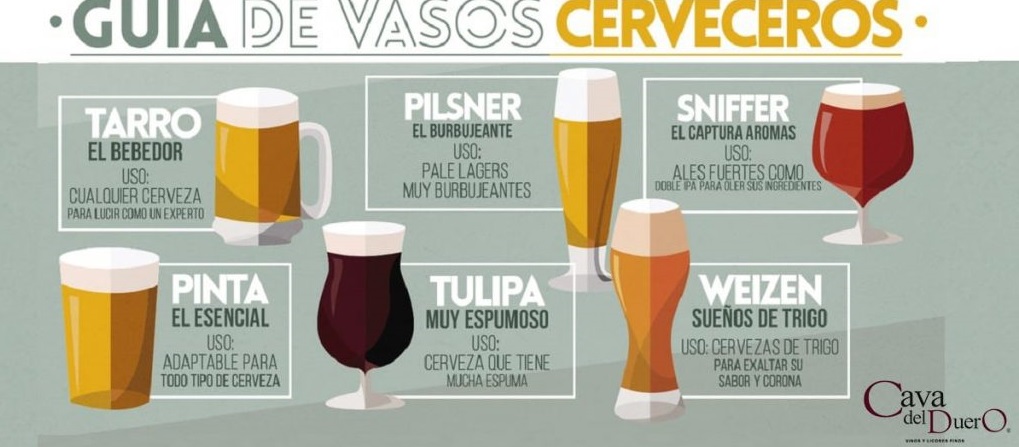 GUÍA DE VASOS CERVECEROS
TARRO
EL BEBEDOR
USO:
CUALQUIER CERVEZA
PARA LUCIR COMO UN EXPERTO
PILSNER
EL BURBUJEANTE
USO:
PALE LAGERS
MUY BURBUJEANTES
SNIFFER
EL CAPTURA AROMAS
USO:
ALES FUERTES COMO
DOBLE IPA PARA OLER SUS INGREDIENTES
PINTA
EL ESENCIAL
USO:
ADAPTABLE PARA
TODO TIPO DE CERVEZA
TULIPA
MUY ESPUMOSO
USO:
CERVEZA QUE TIENE
MUCHA ESPUMA
WEIZEN
SUEÑOS DE TRIGO
USO: CERVEZAS DE TRIGO
PARA EXALTAR SU
SABOR Y CORONA
Cava
del DuerO
VINOS Y LICORES FINOS